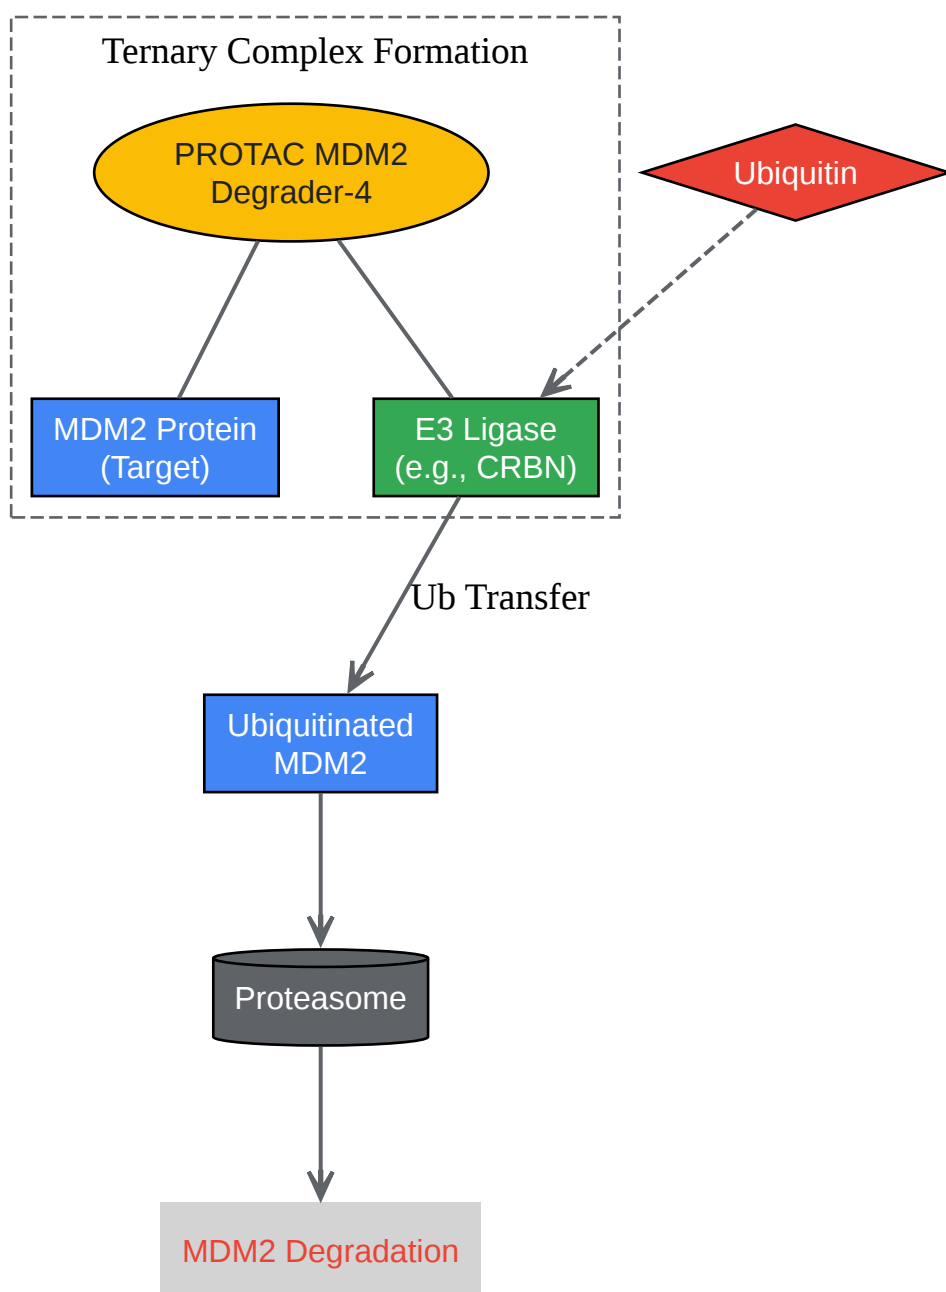 Ternary Complex Formation
PROTAC MDM2
Degrader-4
Ubiquitin
MDM2 Protein
(Target)
E3 Ligase
(e.g., CRBN)
Ub Transfer
Ubiquitinated
MDM2
Proteasome
MDM2 Degradation